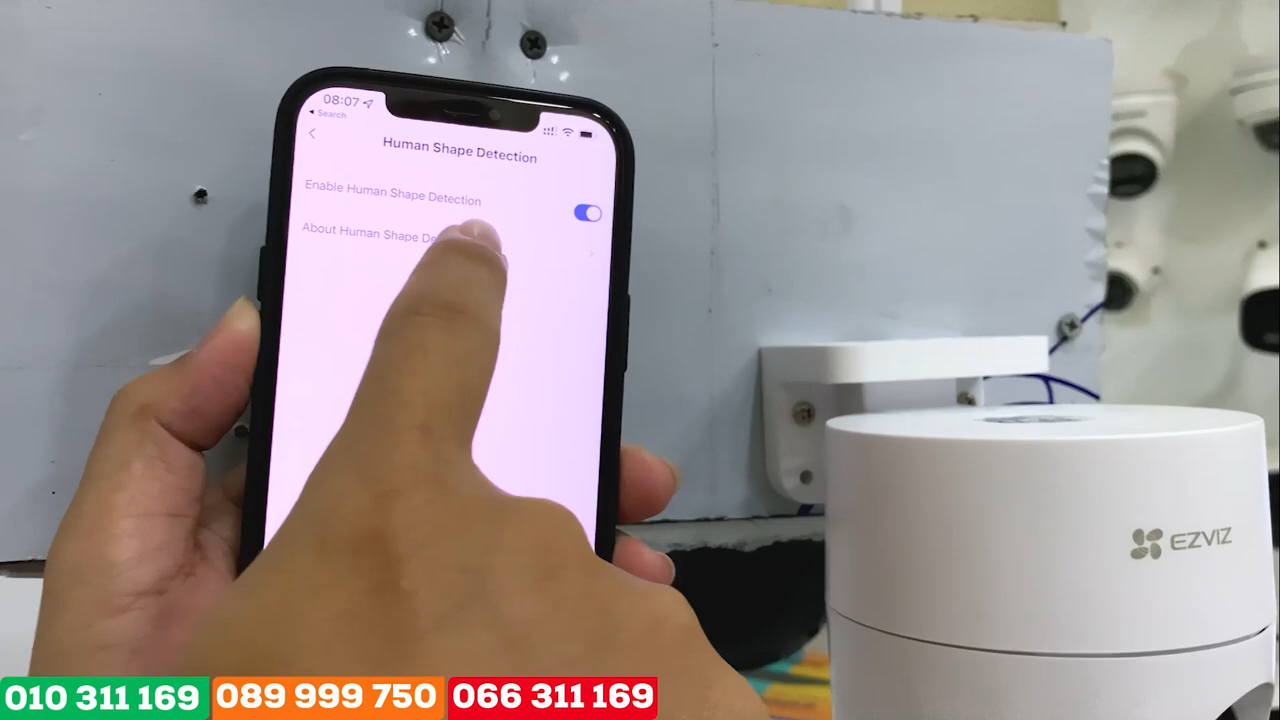 08:07
Search
Human Shape Detection
Enable Human Shape Detection
About Human Shape
EZVIZ
010 311 169 089 999 750 066 311 169